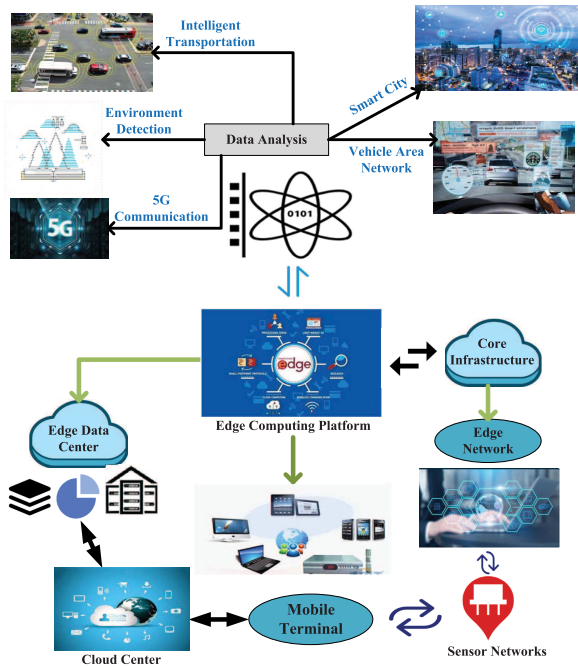 Intelligent
Transportation
Smart City
Environment
Detection
Data Analysis
Vehicle Area
Network
5G
Communication
5G
0101
edge
Core
Infrastructure
Edge Computing Platform
Edge Data
Center
Edge
Network
Mobile
Terminal
Cloud Center
Sensor Networks